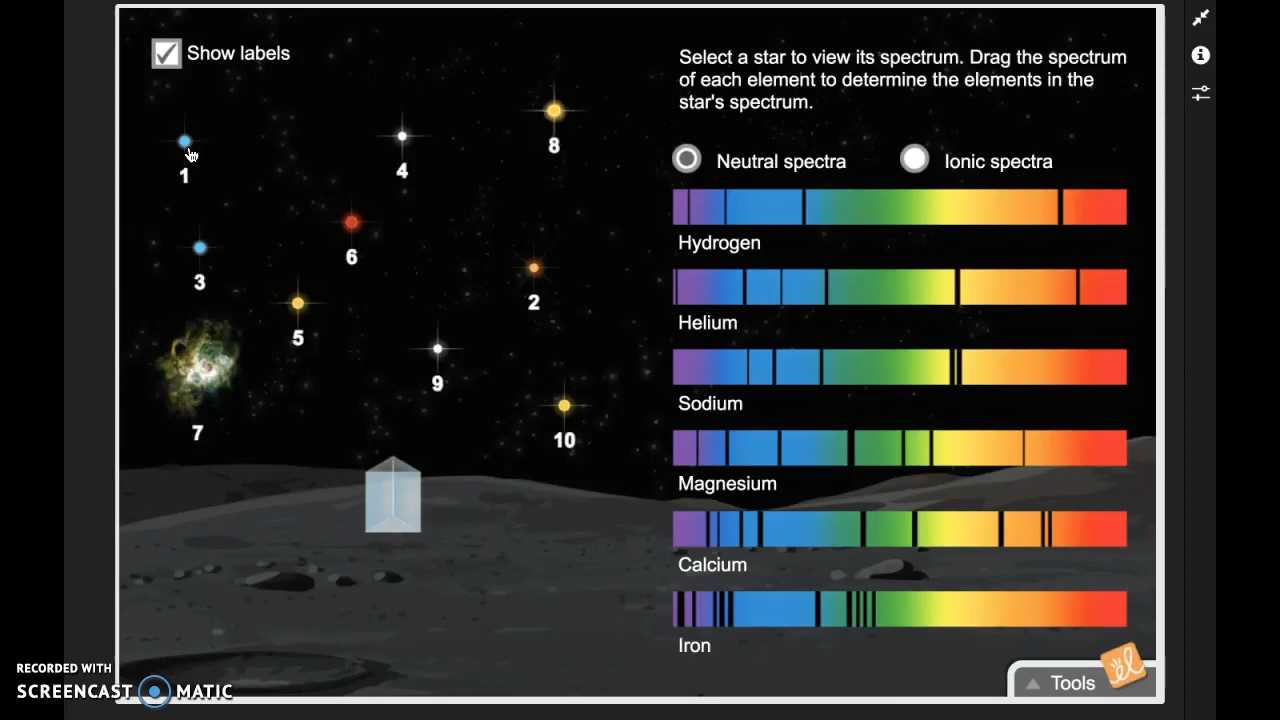 Show labels
Select a star to view its spectrum. Drag the spectrum
of each element to determine the elements in the
star's spectrum.
1
4
8
Neutral spectra
Ionic spectra
Hydrogen
6
3
2
Helium
5
9
Sodium
7
10
Magnesium
Calcium
Iron
Tools
RECORDED WITH
SCREENCAST MATIC